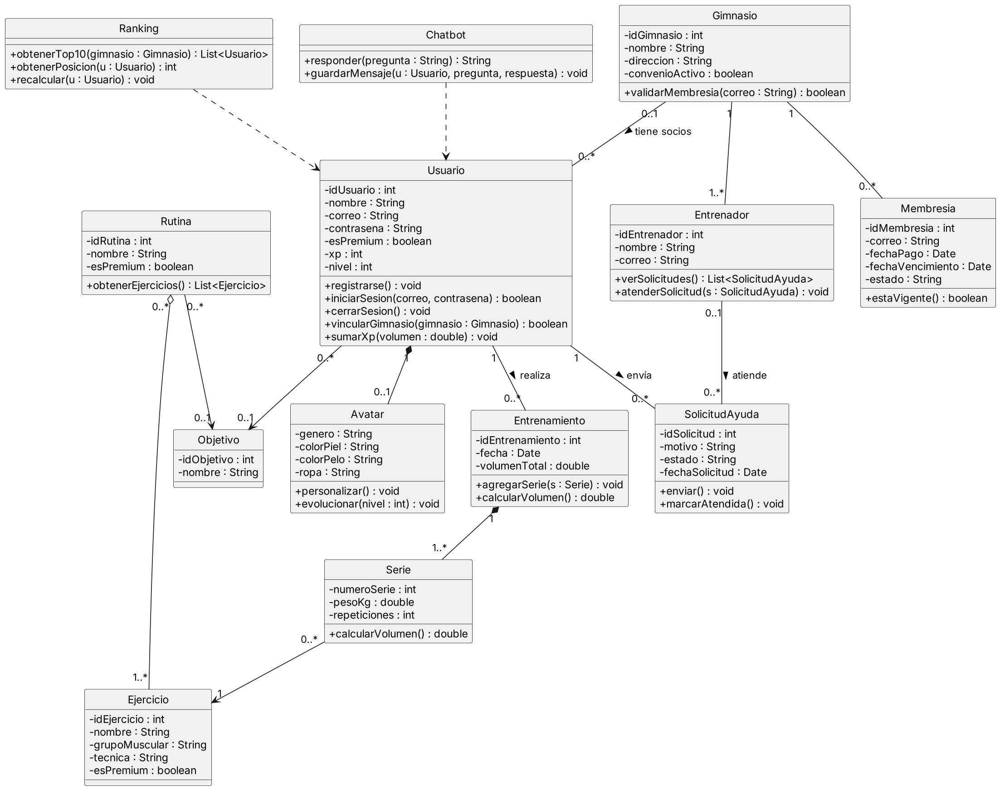 Ranking
+obtenerTop10(gimnasio : Gimnasio) : List<Usuario>
+obtenerPosicion(u : Usuario) : int
+recalcular(u : Usuario) : void
Chatbot
+responder(pregunta : String) : String
+guardarMensaje(u : Usuario, pregunta, respuesta) : void
Gimnasio
-idGimnasio : int
-nombre : String
-direccion : String
-convenioActivo : boolean
+validarMembresia(correo : String) : boolean
0..1
1
1
tiene socios
0..*
1..*
0..*
Usuario
-idUsuario : int
-nombre : String
-correo : String
-contrasena : String
-esPremium : boolean
-xp : int
-nivel : int
+registrarse() : void
+iniciarSesion(correo, contrasena) : boolean
+cerrarSesion() : void
+vincularGimnasio(gimnasio : Gimnasio) : boolean
+sumarXp(volumen : double) : void
Rutina
-idRutina : int
-nombre : String
-esPremium : boolean
+obtenerEjercicios() : List<Ejercicio>
Entrenador
-idEntrenador : int
-nombre : String
-correo : String
+verSolicitudes() : List<SolicitudAyuda>
+atenderSolicitud(s : SolicitudAyuda) : void
Membresia
-idMembresia : int
-correo : String
-fechaPago : Date
-fechaVencimiento : Date
-estado : String
+estaVigente() : boolean
0..*
0..*
0..1
0..*
1
1
1
realiza
envía
atiende
0..1
0..1
0..1
0..*
0..*
0..*
Objetivo
-idObjetivo : int
-nombre : String
Avatar
-genero : String
-colorPiel : String
-colorPelo : String
-ropa : String
+personalizar() : void
+evolucionar(nivel : int) : void
Entrenamiento
-idEntrenamiento : int
-fecha : Date
-volumenTotal : double
+agregarSerie(s : Serie) : void
+calcularVolumen() : double
SolicitudAyuda
-idSolicitud : int
-motivo : String
-estado : String
-fechaSolicitud : Date
+enviar() : void
+marcarAtendida() : void
1
1..*
Serie
-numeroSerie : int
-pesoKg : double
-repeticiones : int
+calcularVolumen() : double
0..*
1..*
1
Ejercicio
-idEjercicio : int
-nombre : String
-grupoMuscular : String
-tecnica : String
-esPremium : boolean